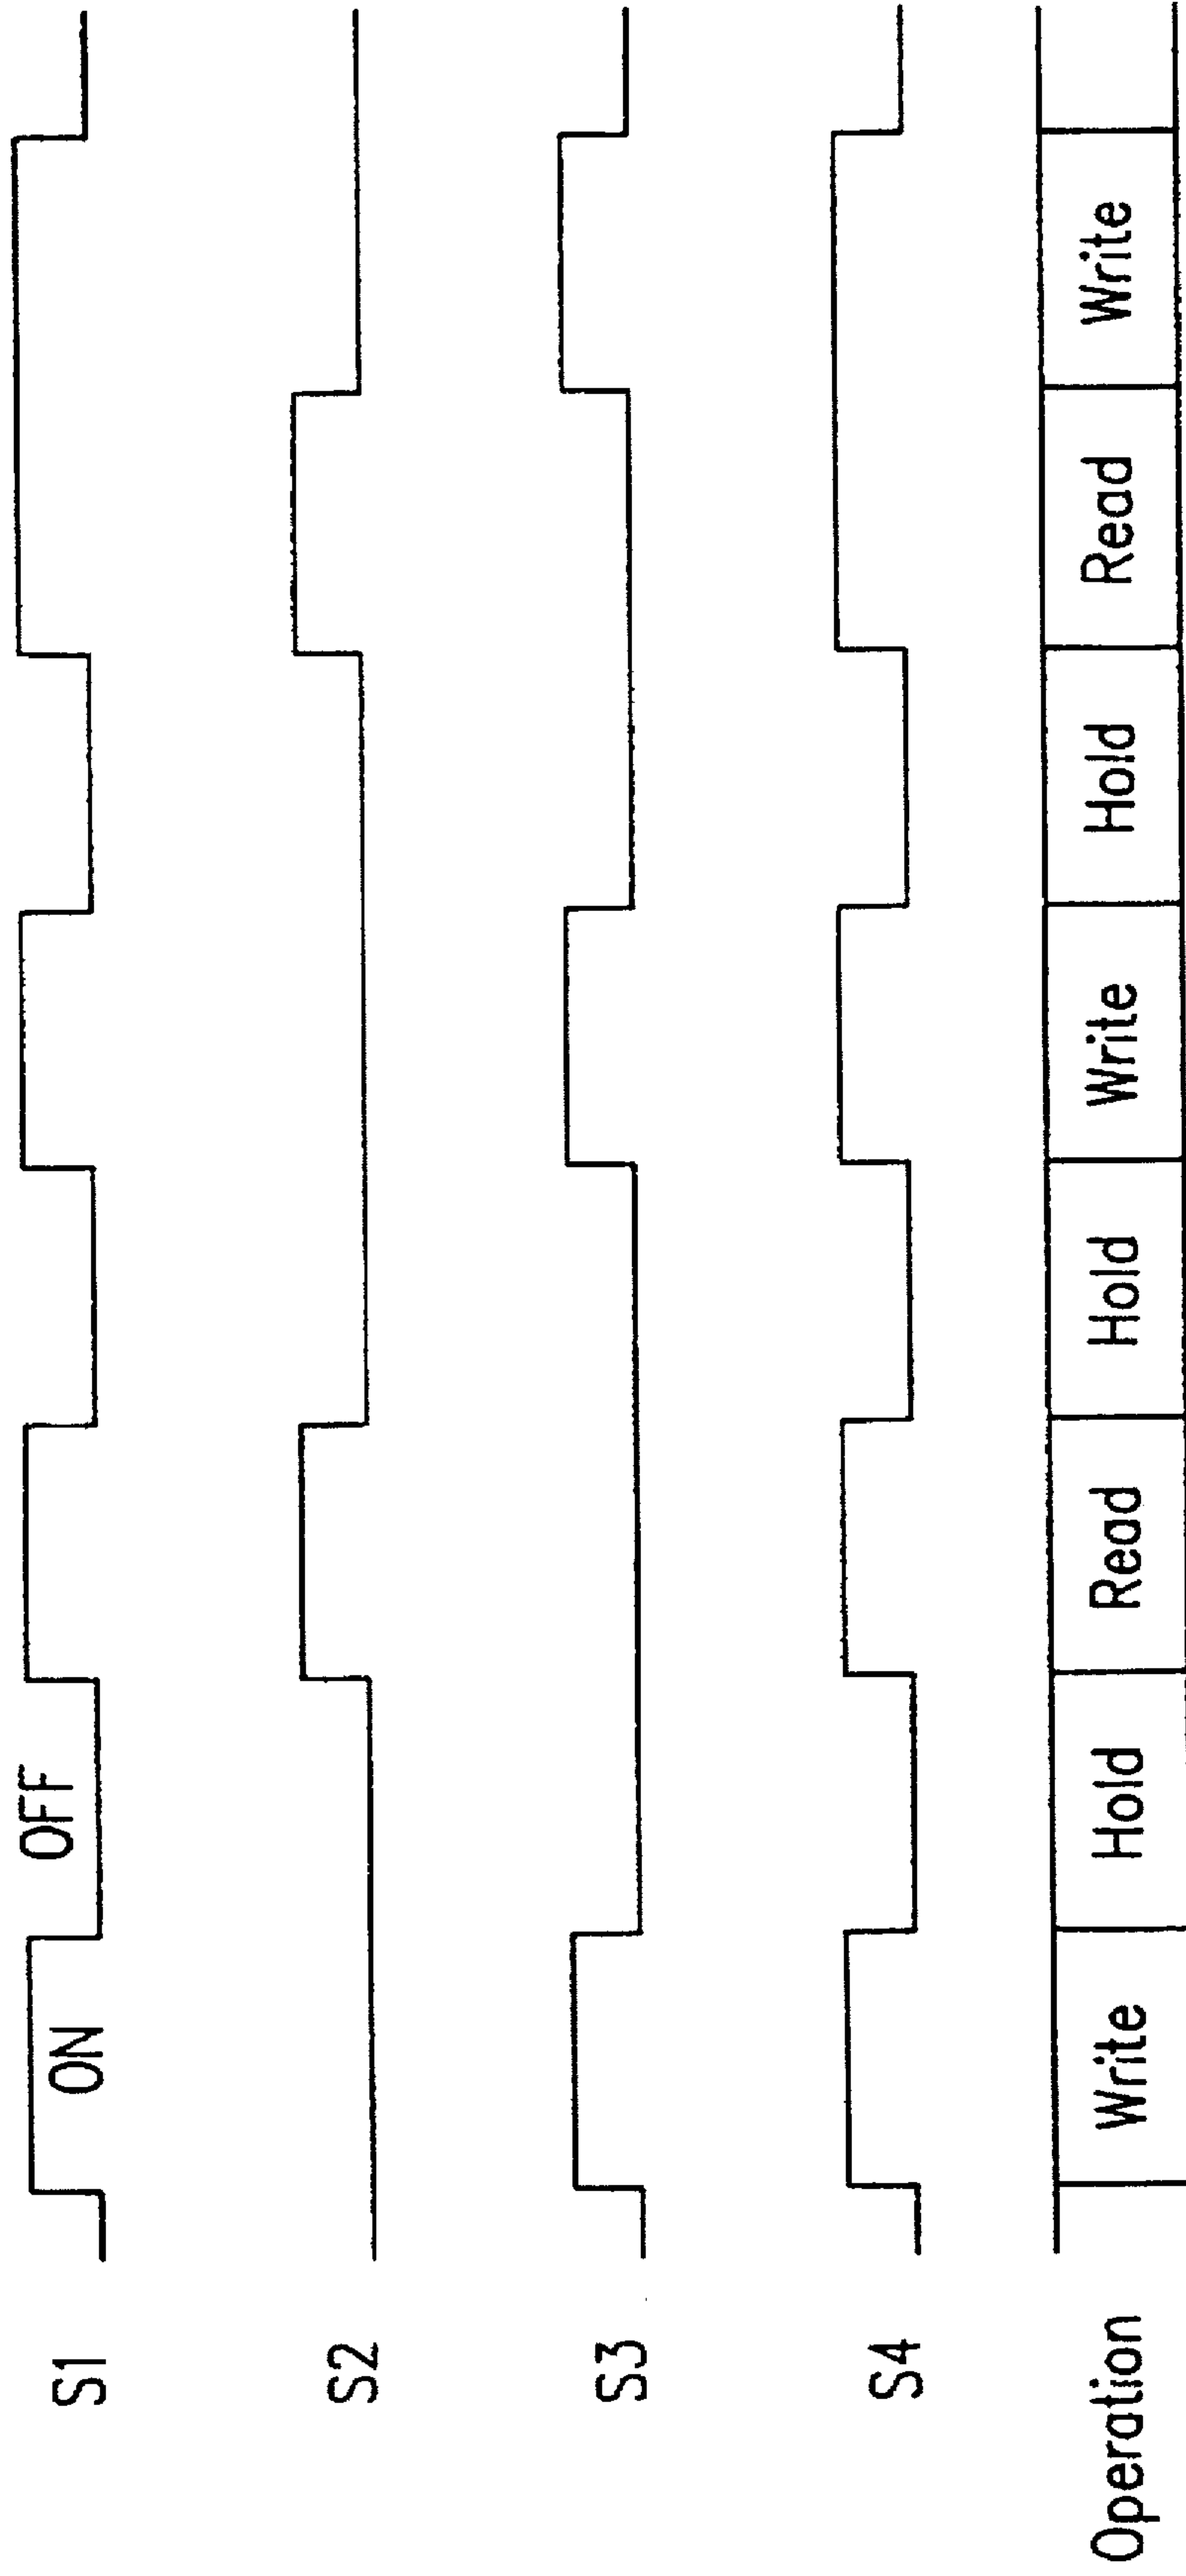 S1 ON OFF
S2
S3
S4
Operation Write Hold Read Hold Write Hold Read Write